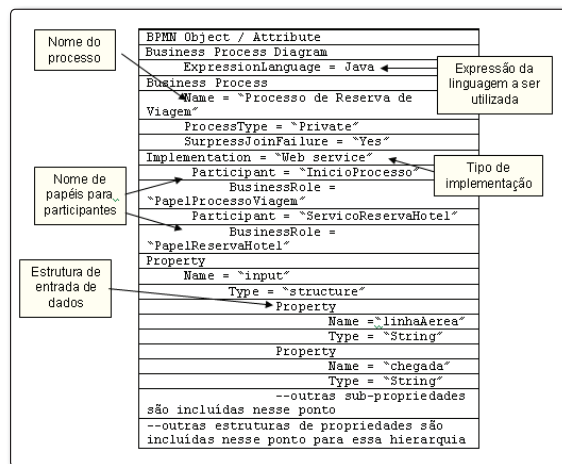 Nome do
processo
Nome de
papéis para
participantes
Estrutura de
entrada de
dados
BPMN Object / Attribute
Business Process Diagram
ExpressionLanguage = Java
Business Process
Name = "Processo de Reserva de
Viagem"
ProcessType = "Private"
SurpressJoinFailure = "Yes"
Implementation = "Web service"
Participant = "InicioProcesso"
BusinessRole =
"PapelProcessoViagem"
Participant = "ServicoReservaHotel"
BusinessRole =
"PapelReservaHotel"
Property
Name = "input"
Type = "structure"
Property
Name ="linhaAerea"
Type = "String"
Property
Name = "chegada"
Type = "String"
--outras sub-propriedades
são incluídas nesse ponto
--outras estruturas de propriedades são
incluídas nesse ponto para essa hierarquia
Expressão da
linguagem a ser
utilizada
Tipo de
implementação